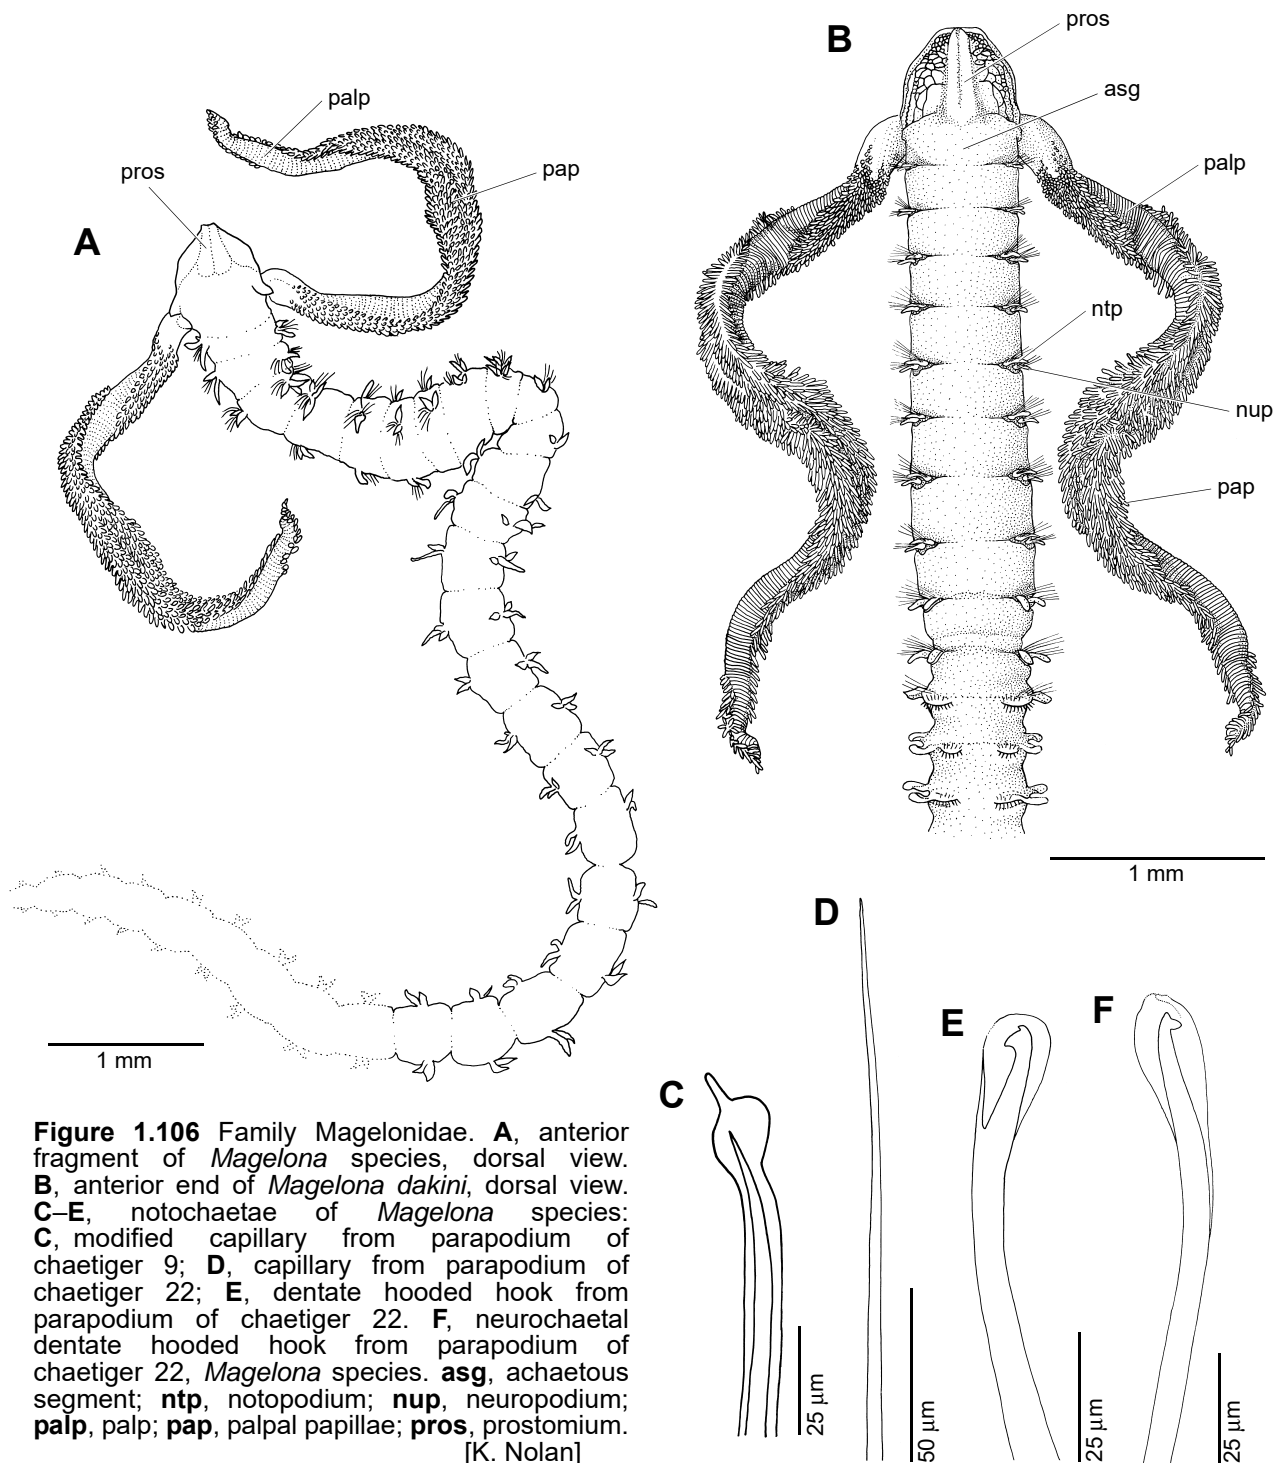 B
pros
asg
palp
palp
pros
pap
palp
A
ntp
nup
pap
1 mm
1 mm
C
D
E
F
25 μm
50 μm
25 μm
25 μm
Figure 1.106 Family Magelonidae. A, anterior
fragment of Magelona species, dorsal view.
B, anterior end of Magelona dakini, dorsal view.
C–E, notochaetae of Magelona species:
C, modified capillary from parapodium of
chaetiger 9; D, capillary from parapodium of
chaetiger 22; E, dentate hooded hook from
parapodium of chaetiger 22. F, neurochaetal
dentate hooded hook from parapodium of
chaetiger 22, Magelona species. asg, achaetous
segment; ntp, notopodium; nup, neuropodium;
palp, palp; pap, palpal papillae; pros, prostomium.
[K. Nolan]